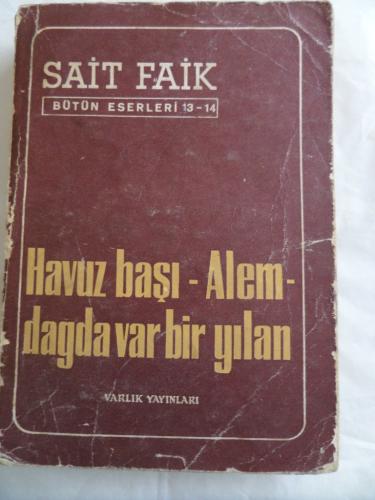 SAİT FAİK
BÜTÜN ESERLERİ 13-14
Havuz başı - Alem-
dagda var bir yılan
VARLIK YAYINLARI